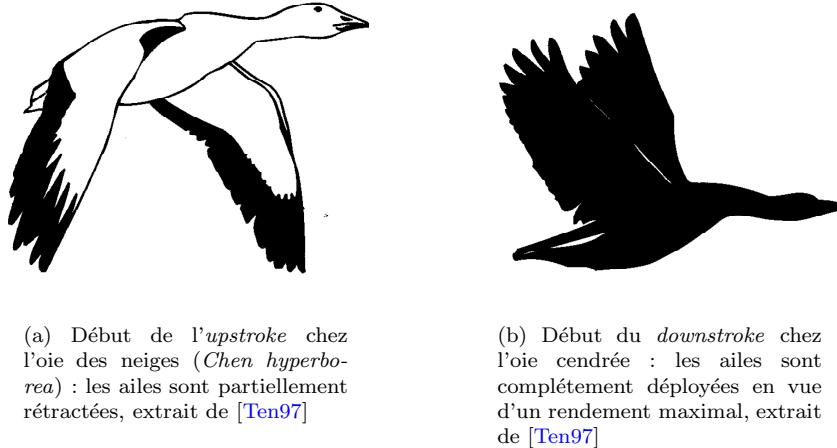 (a) Début de l'upstroke chez
l'oie des neiges (Chen hyperbo-
rea) : les ailes sont partiellement
rétractées, extrait de [Ten97]
(b) Début du downstroke chez
l'oie cendrée : les ailes sont
complétement déployées en vue
d'un rendement maximal, extrait
de [Ten97]